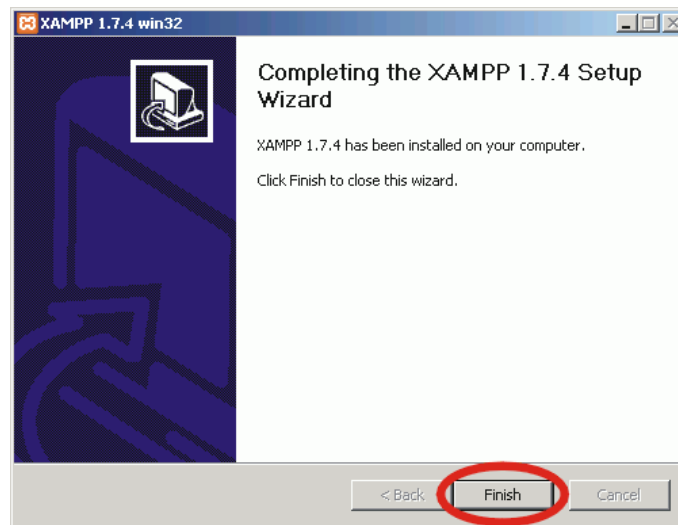 XAMPP 1.7.4 win32
Completing the XAMPP 1.7.4 Setup
Wizard
XAMPP 1.7.4 has been installed on your computer.
Click Finish to close this wizard.
< Back
Finish
Cancel